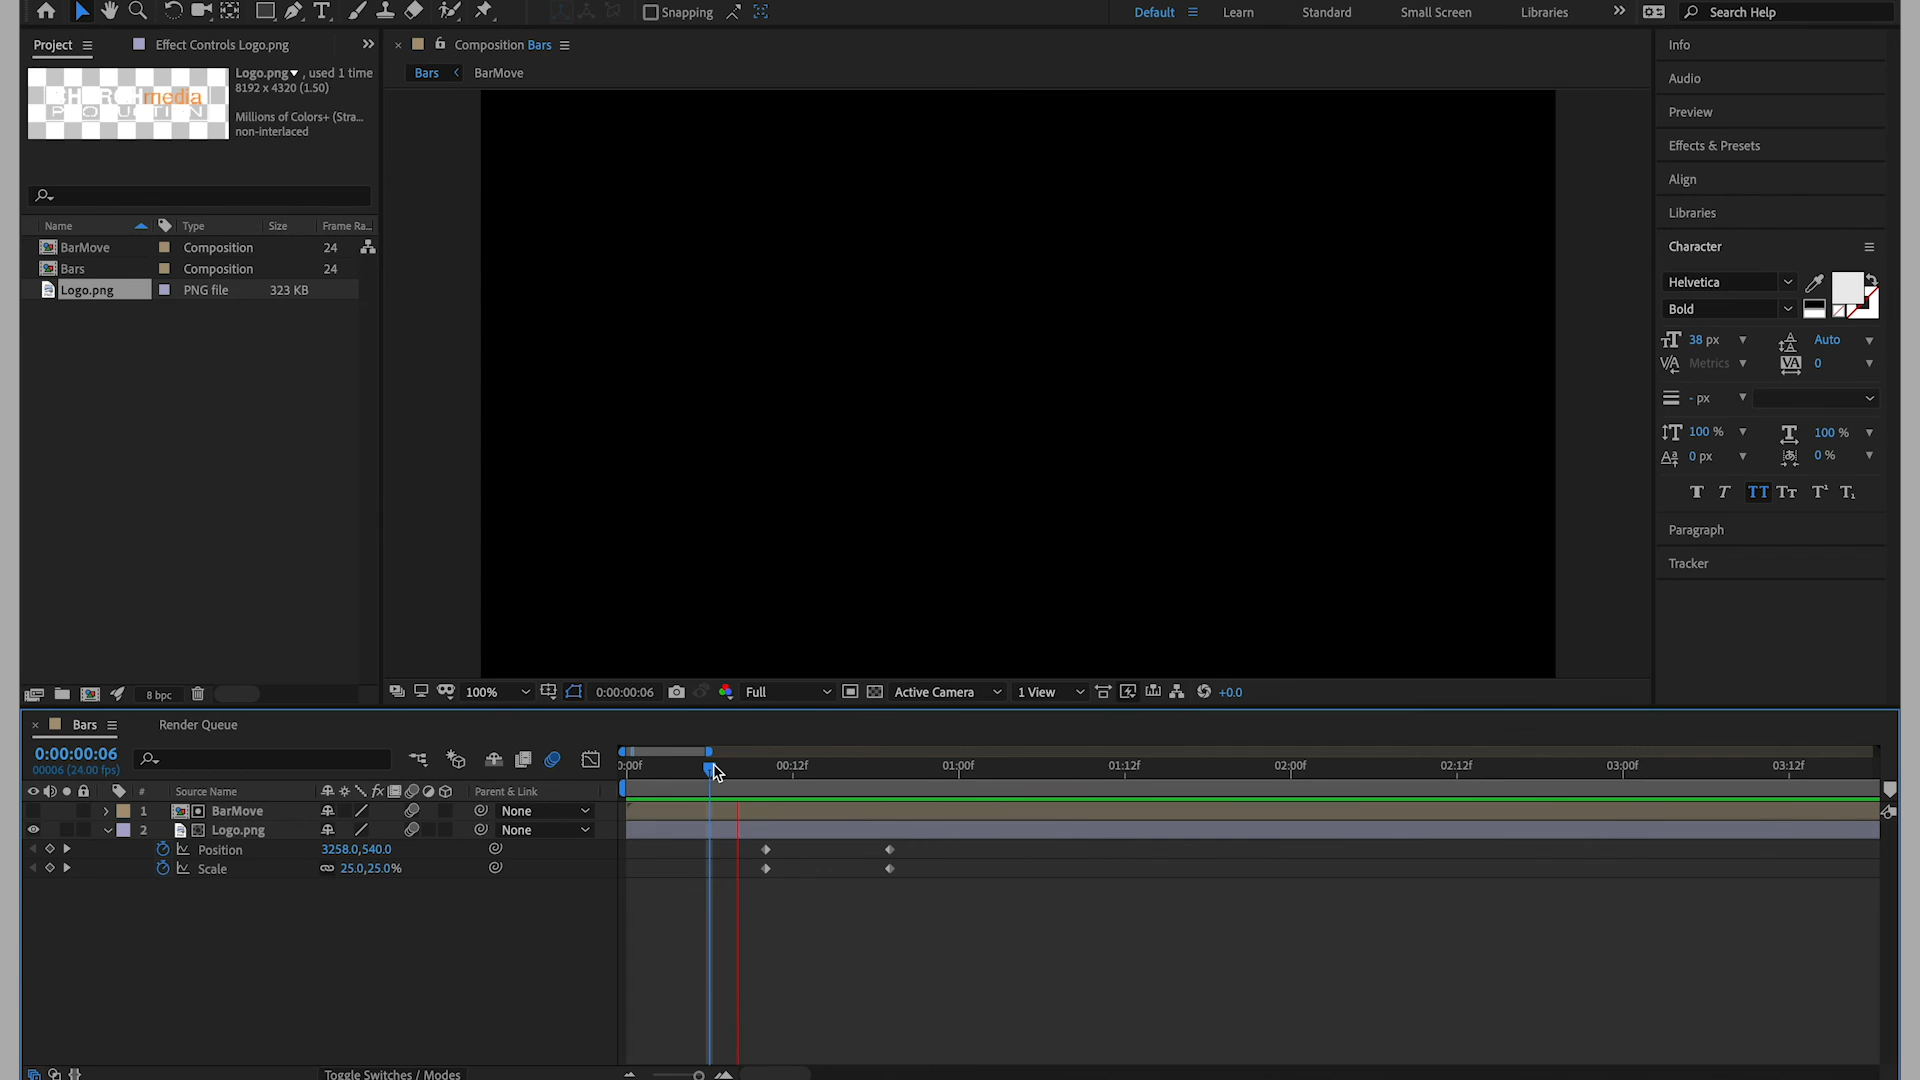 Snapping
Default
Learn
Standard
Small Screen
Libraries
Search Help
Project
Effect Controls Logo.png
Composition Bars
Info
Logo.png , used 1 time
8192 x 4320 (1.50)
Millions of Colors+ (Stra...
non-interlaced
CHURCHmedia
PRODUCTION
Bars
BarMove
Audio
Preview
Effects & Presets
Align
Libraries
Name
Type
Size
Frame Ra...
BarMove
Composition
24
Bars
Composition
24
Logo.png
PNG file
323 KB
Character
Helvetica
Bold
38 px
Auto
Metrics
0
- px
100 %
100 %
0 px
0 %
Paragraph
Tracker
8 bpc
100%
0:00:00:06
Full
Active Camera
1 View
+0.0
Bars
Render Queue
0:00:00:06
00006 (24.00 fps)
0:00f
00:12f
01:00f
01:12f
02:00f
02:12f
03:00f
03:12f
#
Source Name
fx
Parent & Link
1
BarMove
None
2
Logo.png
None
Position
3258.0,540.0
Scale
25.0,25.0%
Toggle Switches / Modes